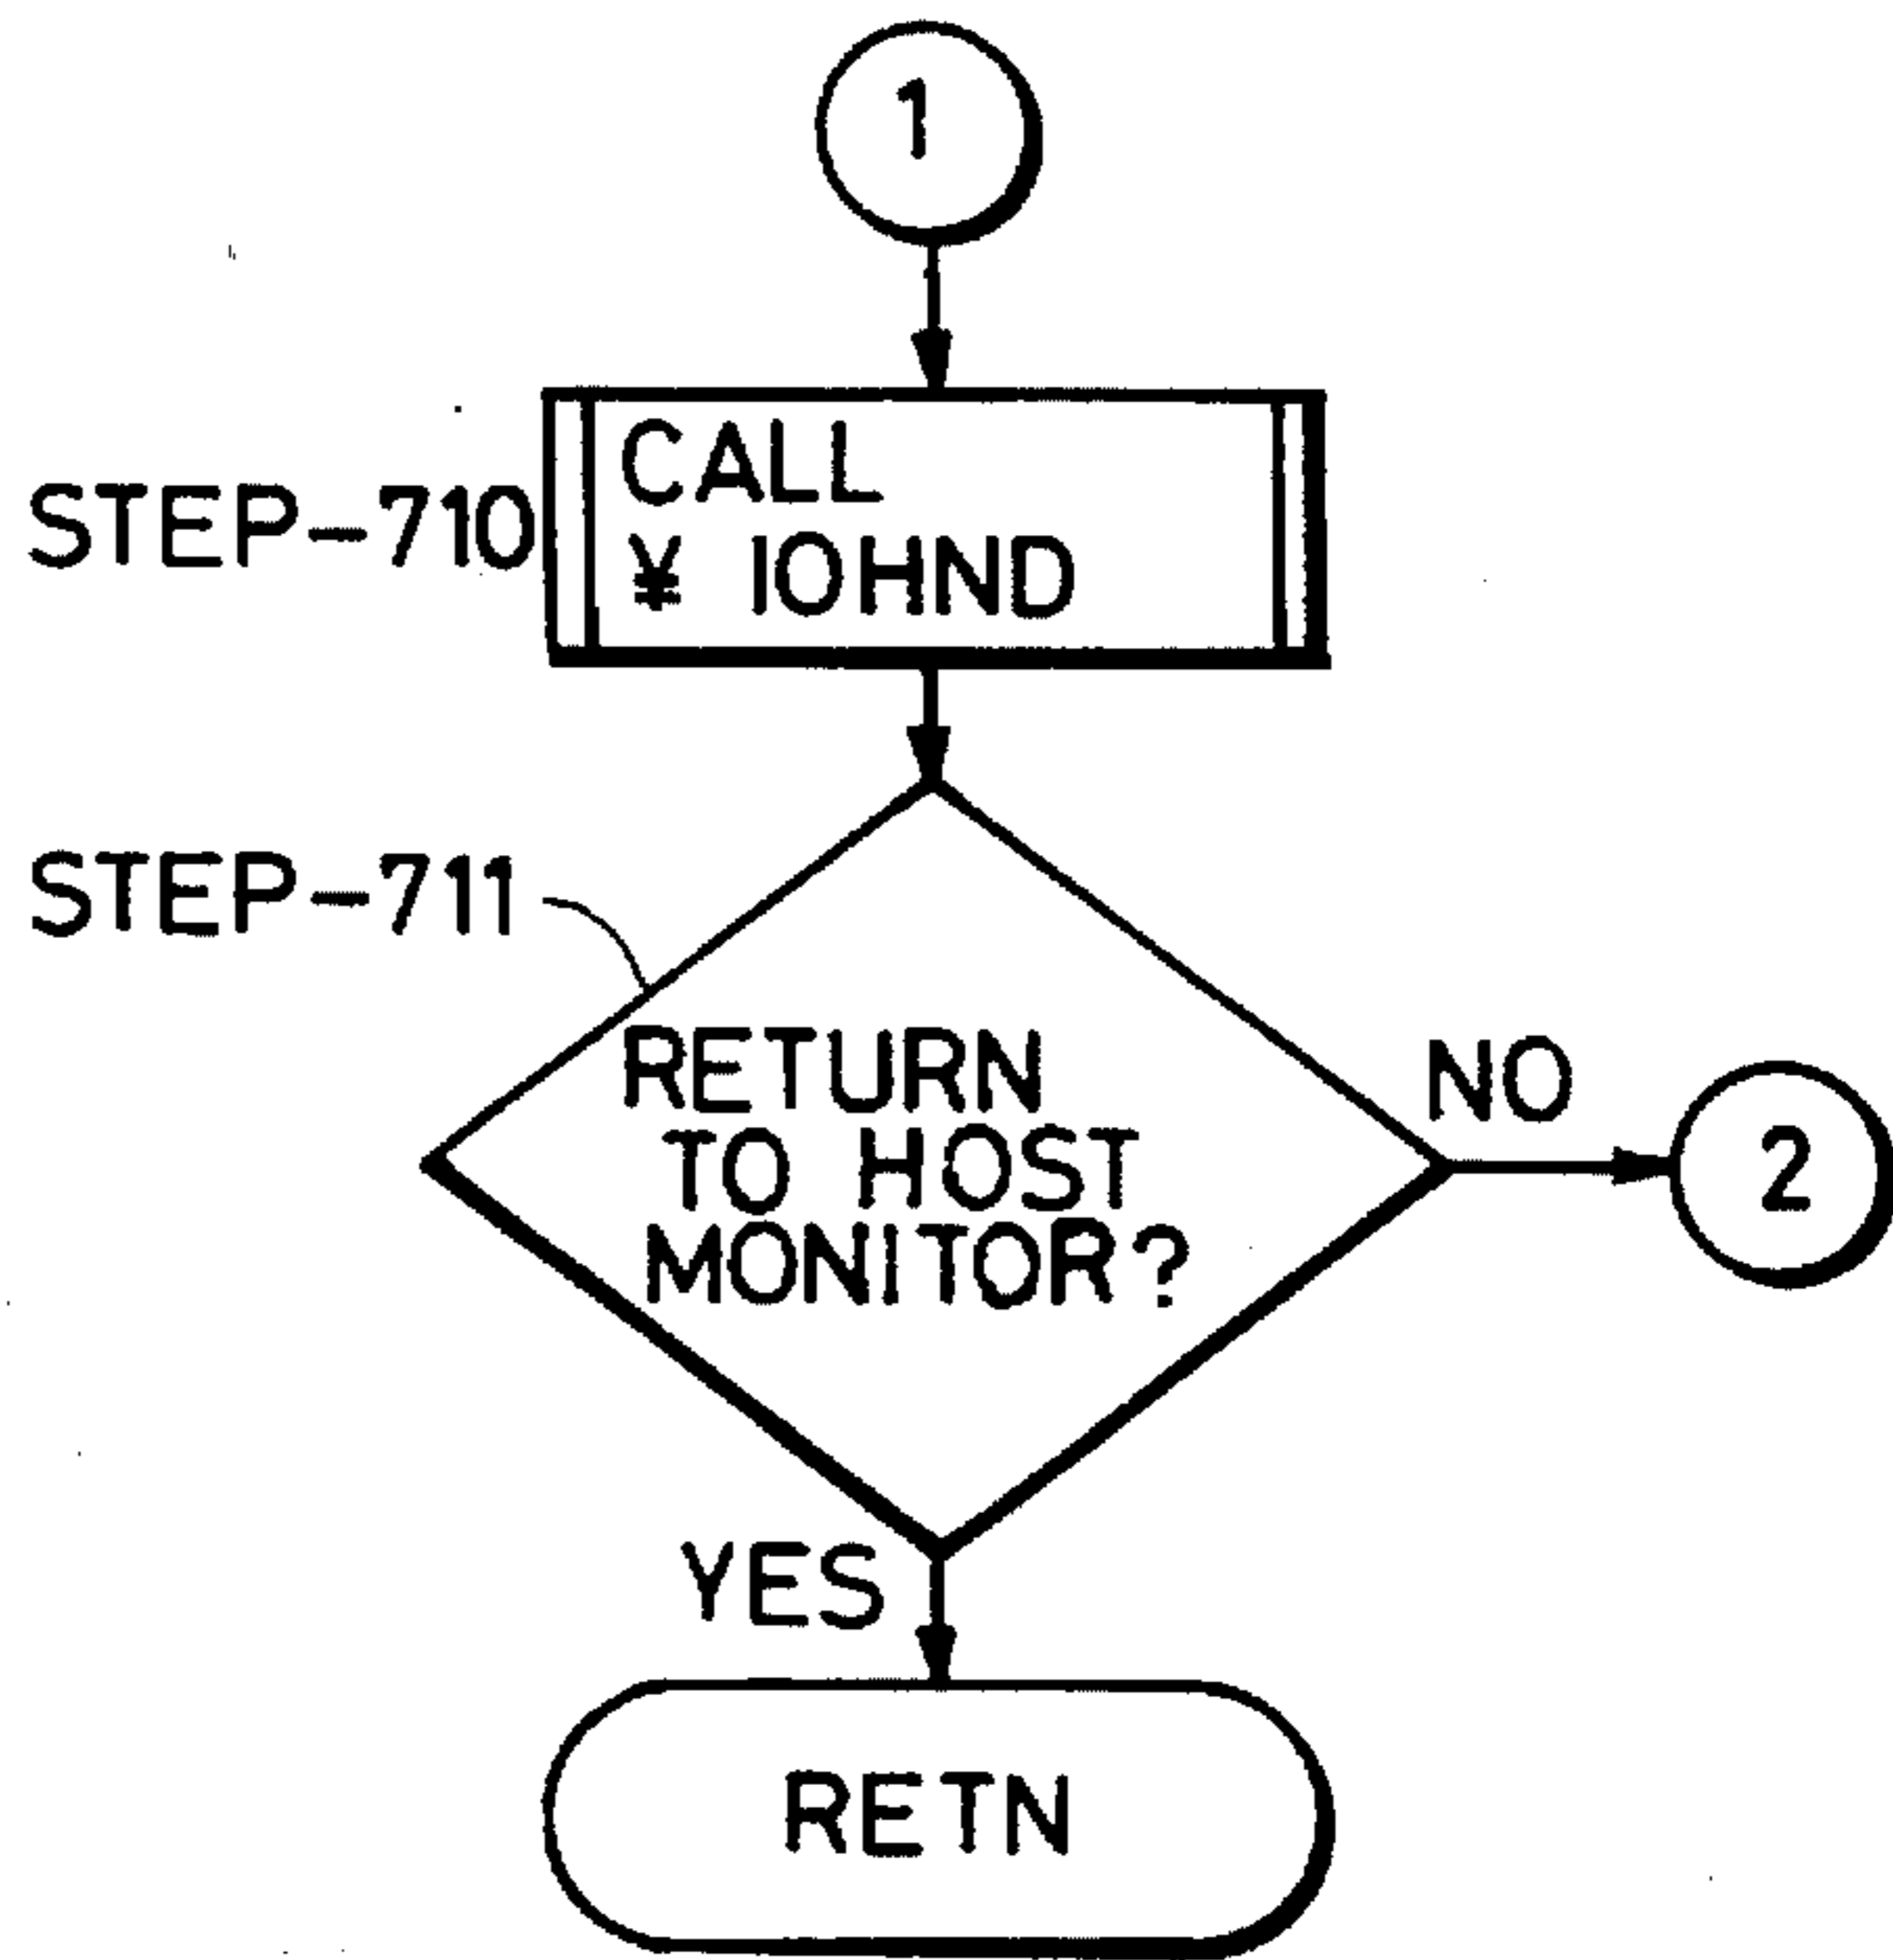 1
STEP-710
CALL
¥ IOHND
STEP-711
RETURN
TO HOST
MONITOR?
NO
2
YES
RETN